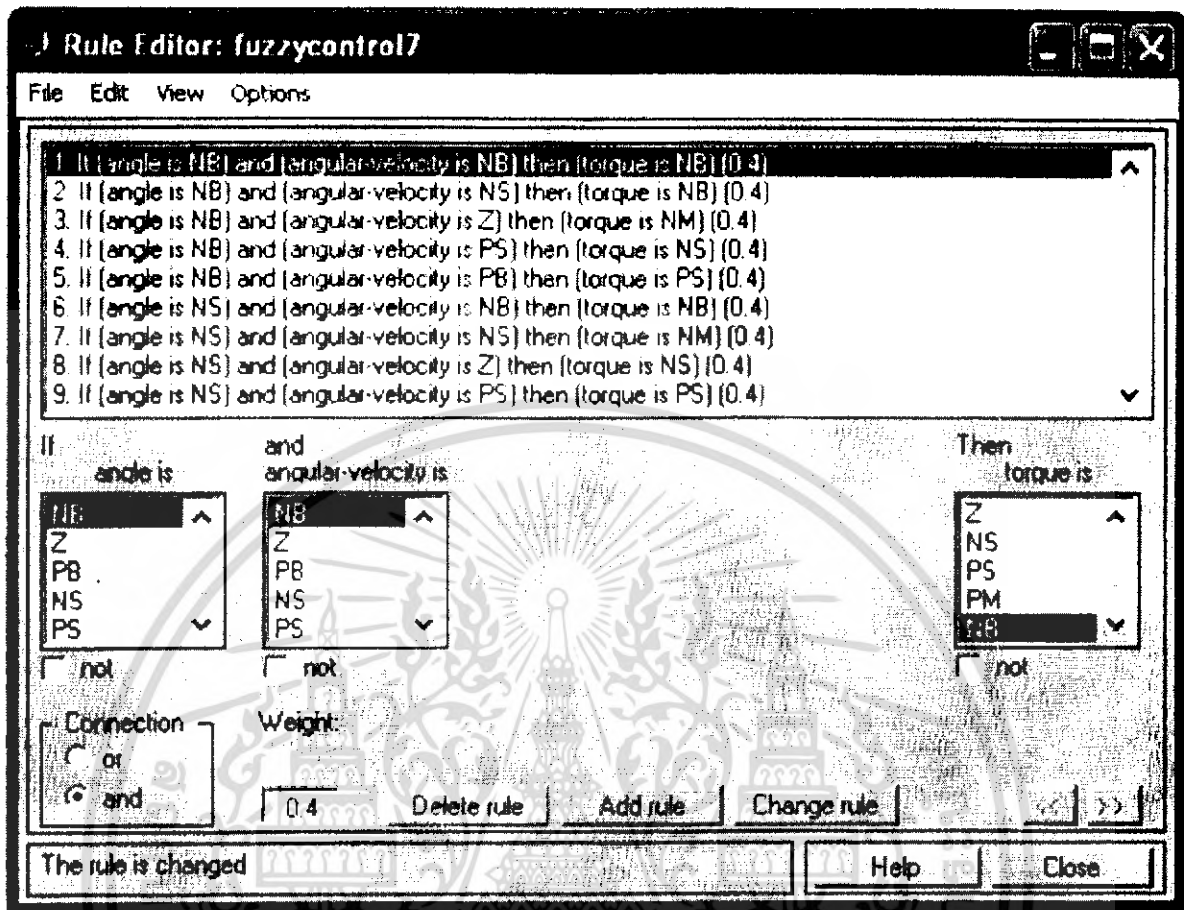 Rule Editor: fuzzycontrol7
File Edit View Options
1. If (angle is NB) and (angular-velocity is NB) then (torque is NB) (0.4)
2. If (angle is NB) and (angular-velocity is NS) then (torque is NB) (0.4)
3. If (angle is NB) and (angular-velocity is Z) then (torque is NM) (0.4)
4. If (angle is NB) and (angular-velocity is PS) then (torque is NS) (0.4)
5. If (angle is NB) and (angular-velocity is PB) then (torque is PS) (0.4)
6. If (angle is NS) and (angular-velocity is NB) then (torque is NB) (0.4)
7. If (angle is NS) and (angular-velocity is NS) then (torque is NM) (0.4)
8. If (angle is NS) and (angular-velocity is Z) then (torque is NS) (0.4)
9. If (angle is NS) and (angular-velocity is PS) then (torque is PS) (0.4)
If
angle is
NB
Z
PB
NS
PS
not
and
angular-velocity is
NB
Z
PB
NS
PS
not
Then
torque is
Z
NS
PS
PM
NB
not
Connection
or
and
Weight:
0.4
Delete rule
Add rule
Change rule
<<
>>
The rule is changed
Help
Close